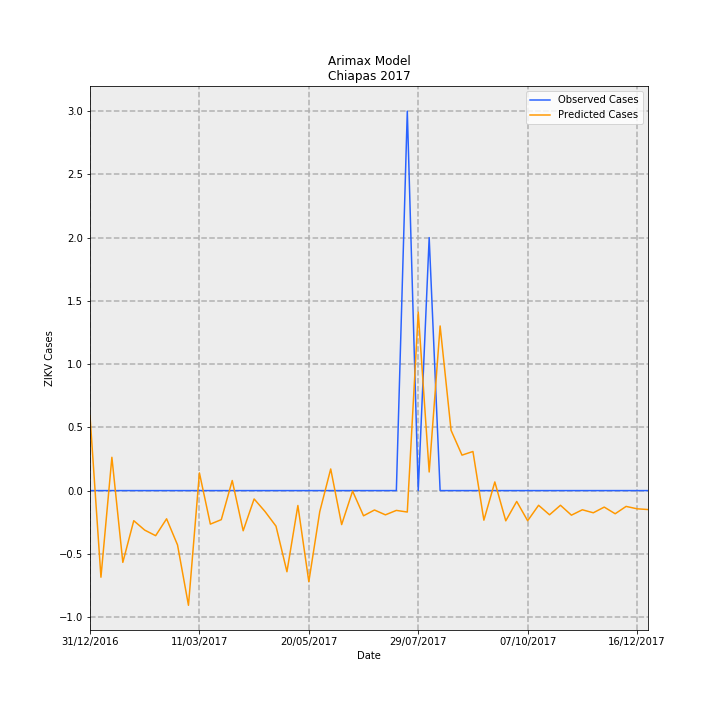 Arimax Model
Chiapas 2017
Observed Cases
Predicted Cases
ZIKV Cases
3.0
2.5
2.0
1.5
1.0
0.5
0.0
−0.5
−1.0
31/12/2016
11/03/2017
20/05/2017
29/07/2017
07/10/2017
16/12/2017
Date